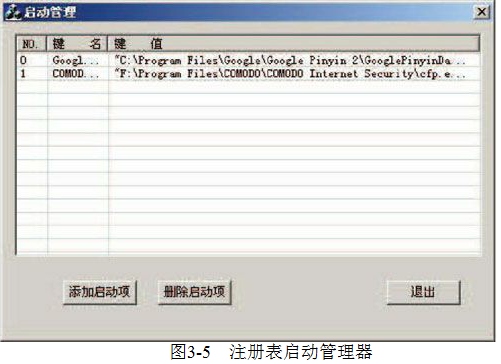 启动管理
NO. 键 名 键 值
0 Googl... "C:\Program Files\Google\Google Pinyin 2\GooglePinyinDa...
1 COMOD... "F:\Program Files\COMODO\COMODO Internet Security\cfp.e...
添加启动项 删除启动项 退出
图3-5 注册表启动管理器